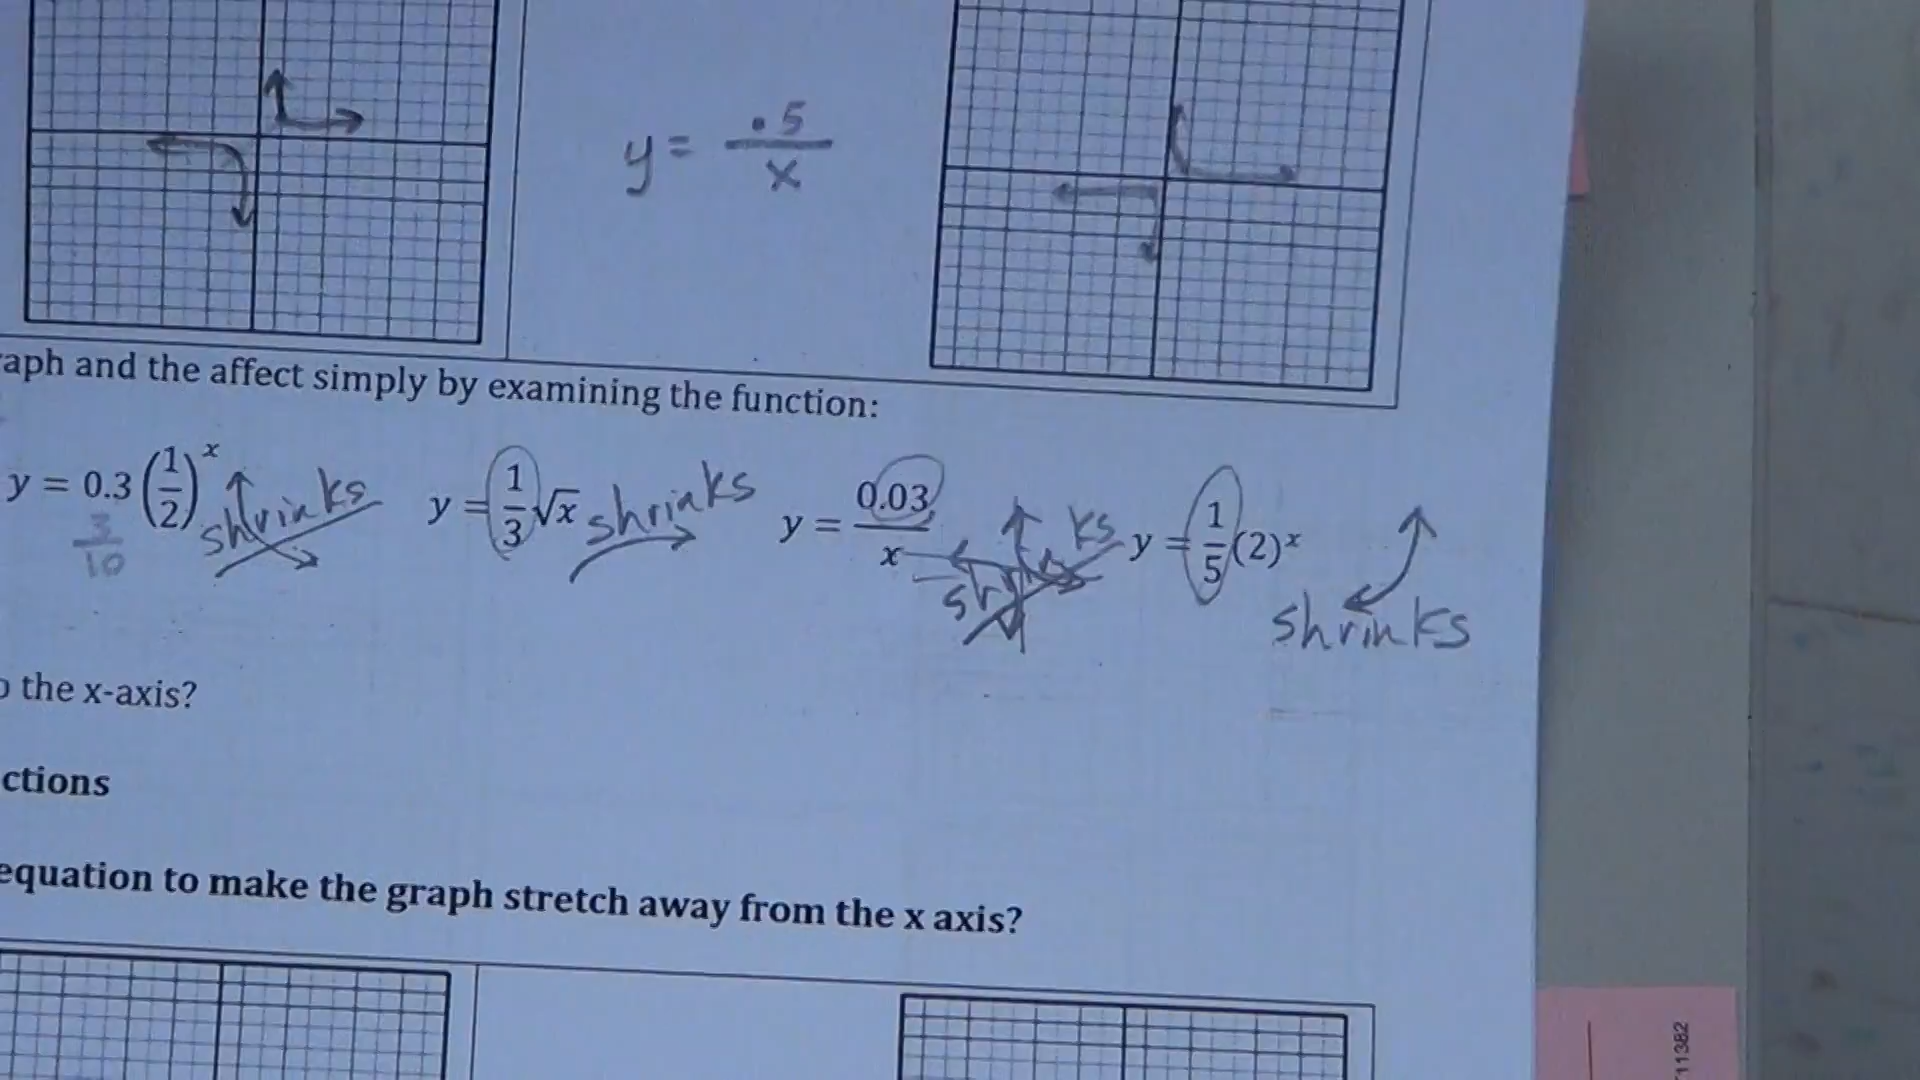 y = .5/x
aph and the affect simply by examining the function:
y = 0.3(1/2)^x shrinks y = 1/3√x shrinks y = 0.03/x shrinks y = 1/5(2)^x shrinks
3/10
the x-axis?
ctions
equation to make the graph stretch away from the x axis?
11382